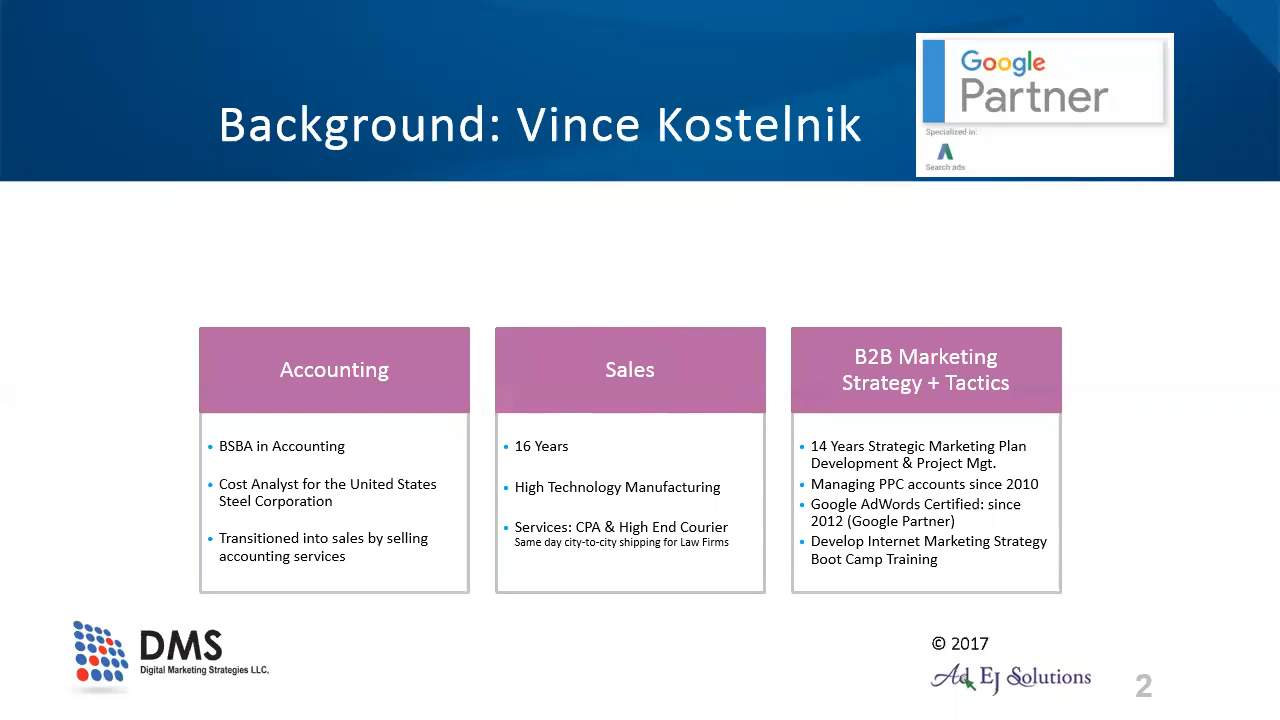 Background: Vince Kostelnik
Google
Partner
Specialized in:
Search ads
Accounting
• BSBA in Accounting
• Cost Analyst for the United States
Steel Corporation
• Transitioned into sales by selling
accounting services
Sales
• 16 Years
• High Technology Manufacturing
• Services: CPA & High End Courier
Same day city-to-city shipping for Law Firms
B2B Marketing
Strategy + Tactics
• 14 Years Strategic Marketing Plan
Development & Project Mgt.
• Managing PPC accounts since 2010
• Google AdWords Certified: since
2012 (Google Partner)
• Develop Internet Marketing Strategy
Boot Camp Training
DMS
Digital Marketing Strategies LLC.
© 2017
Ad EJ Solutions
2